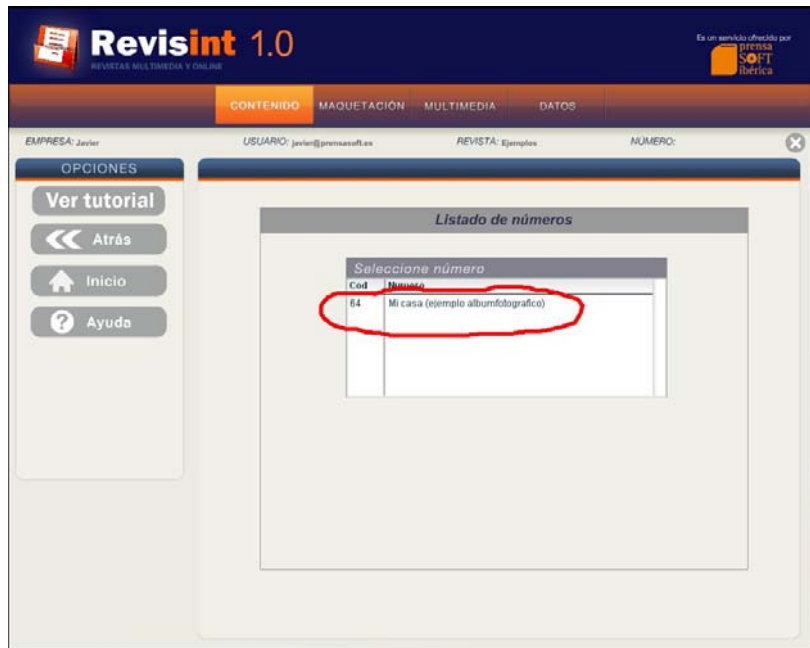 Revisint 1.0
REVISTAS MULTIMEDIA Y ONLINE
Es un servicio ofrecido por
prensa
SOFT
ibérica
CONTENIDO MAQUETACIÓN MULTIMEDIA DATOS
EMPRESA: Javier USUARIO: javier@prensasoft.es REVISTA: Ejemplos NÚMERO:
OPCIONES
Ver tutorial
Atrás
Inicio
Ayuda
Listado de números
Seleccione número
Cod Numero
64 Mi casa (ejemplo albumfotografico)